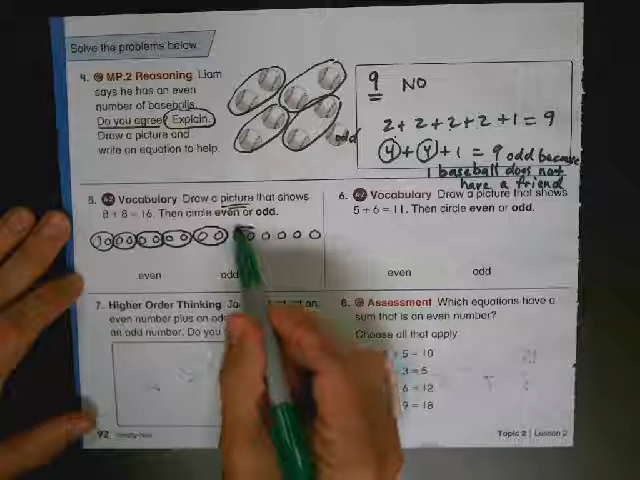 Solve the problems below.
4. MP.2 Reasoning Liam
says he has an even
number of baseballs.
Do you agree? Explain.
Draw a picture and
write an equation to help.
odd
9 NO
2 + 2 + 2 + 2 + 1 = 9
4 + 4 + 1 = 9 odd because
1 baseball does not
have a friend
5. A-Z Vocabulary Draw a picture that shows
8 + 8 = 16. Then circle even or odd.
even odd
6. A-Z Vocabulary Draw a picture that shows
5 + 6 = 11. Then circle even or odd.
even odd
7. Higher Order Thinking
even number plus an
an odd number. Do you
8. Assessment Which equations have a
sum that is an even number?
Choose all that apply.
+ 5 = 10
3 = 5
6 = 12
9 = 18
92
Topic 2 Lesson 2